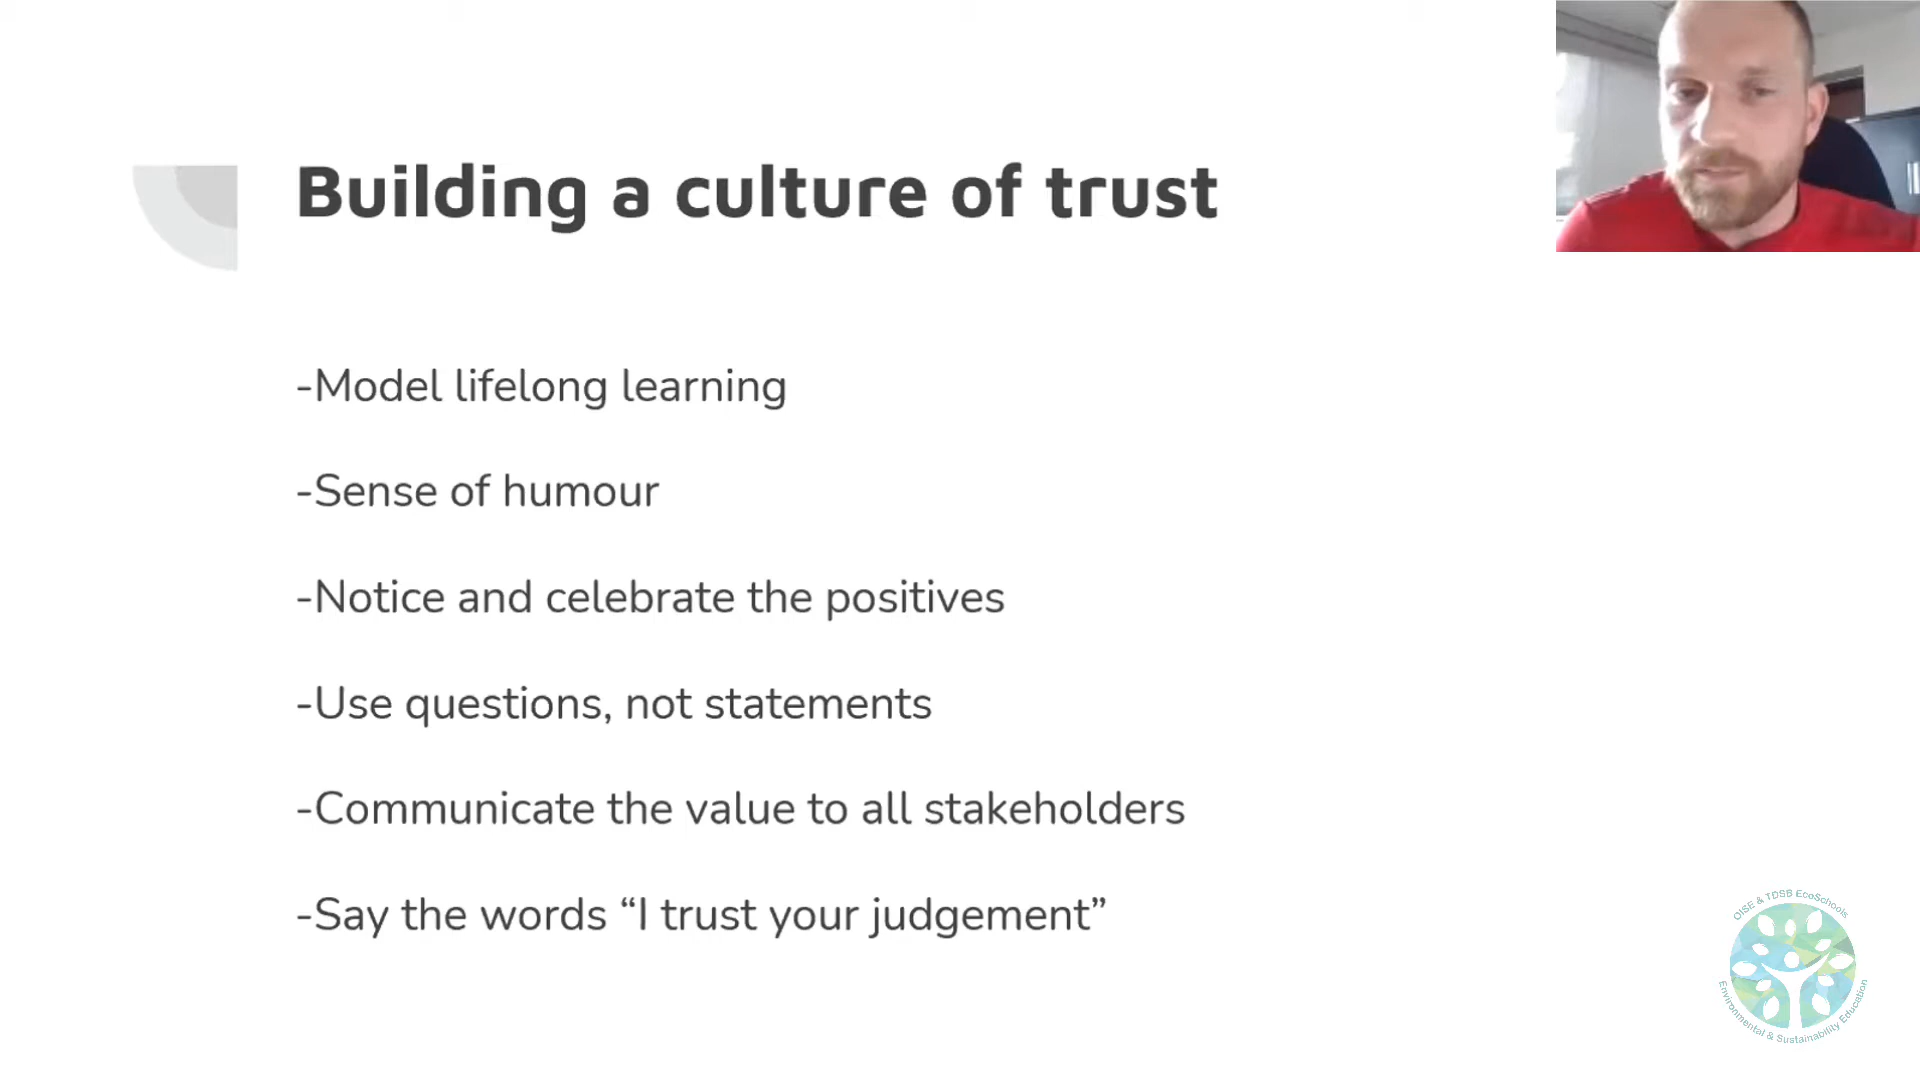 Building a culture of trust
-Model lifelong learning
-Sense of humour
-Notice and celebrate the positives
-Use questions, not statements
-Communicate the value to all stakeholders
-Say the words “I trust your judgement”
OISE & TDSB EcoSchools
Environmental & Sustainability Education